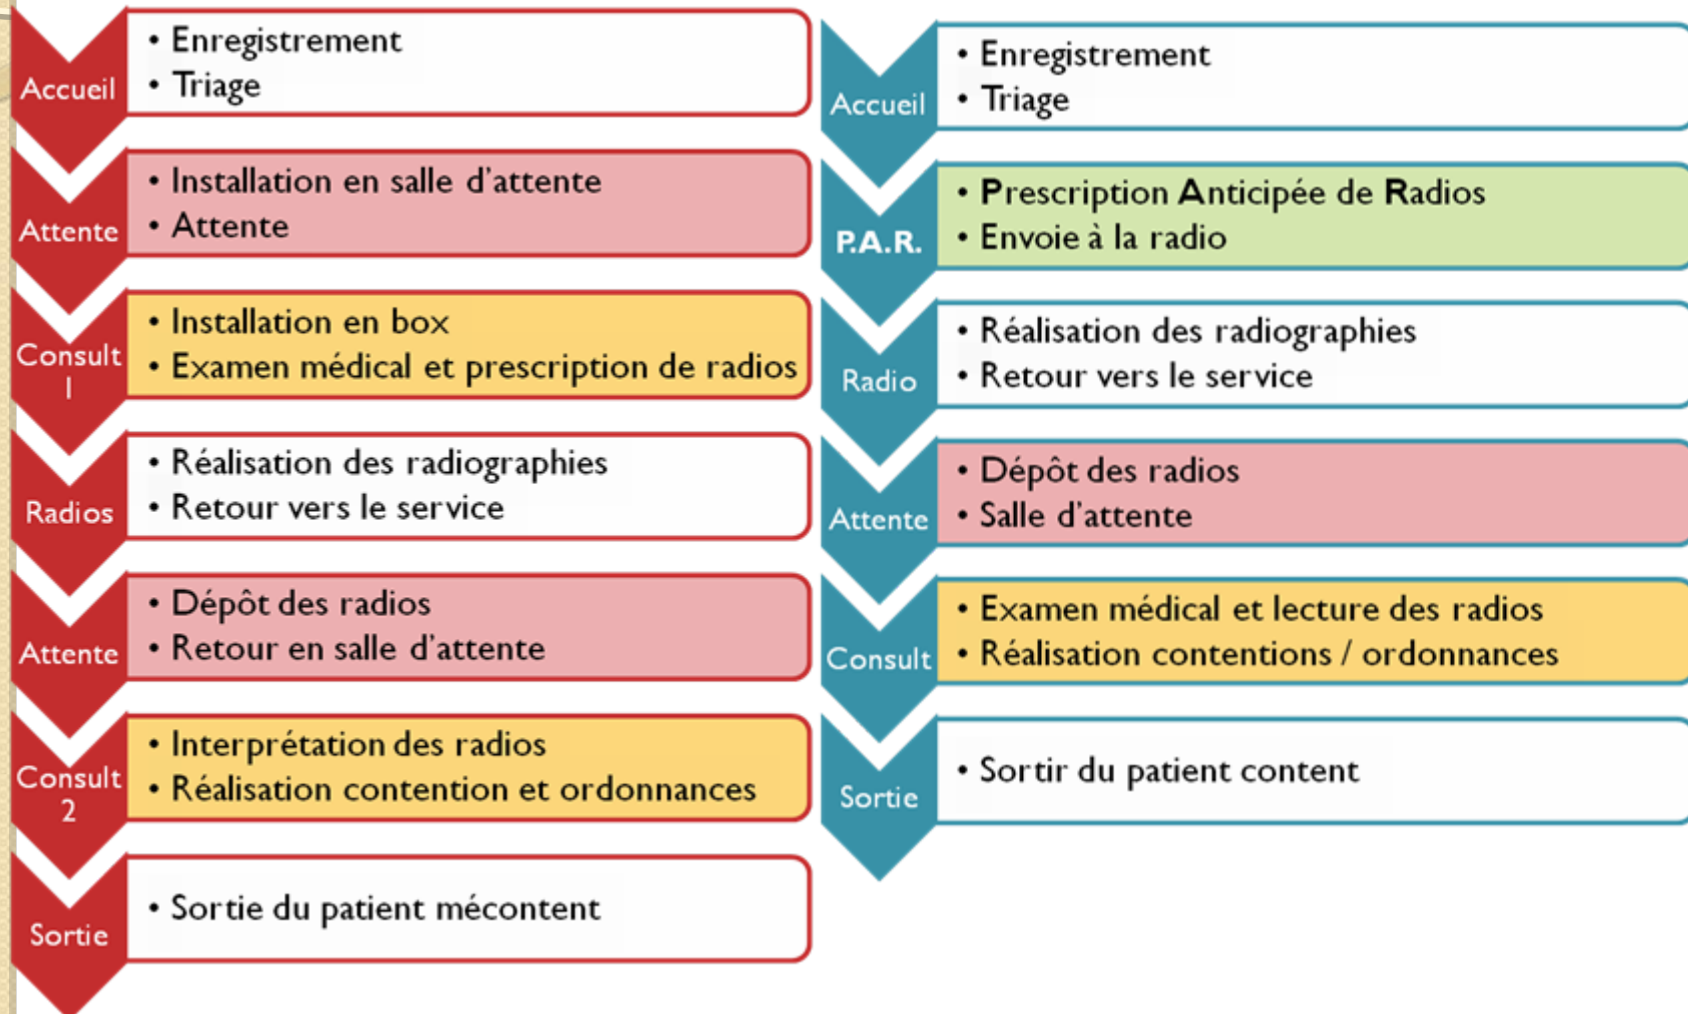 Accueil
• Enregistrement
• Triage
Attente
• Installation en salle d'attente
• Attente
Consult
1
• Installation en box
• Examen médical et prescription de radios
Radios
• Réalisation des radiographies
• Retour vers le service
Attente
• Dépôt des radios
• Retour en salle d'attente
Consult
2
• Interprétation des radios
• Réalisation contention et ordonnances
Sortie
• Sortie du patient mécontent
Accueil
• Enregistrement
• Triage
P.A.R.
• Prescription Anticipée de Radios
• Envoie à la radio
Radio
• Réalisation des radiographies
• Retour vers le service
Attente
• Dépôt des radios
• Salle d'attente
Consult
• Examen médical et lecture des radios
• Réalisation contentions / ordonnances
Sortie
• Sortir du patient content